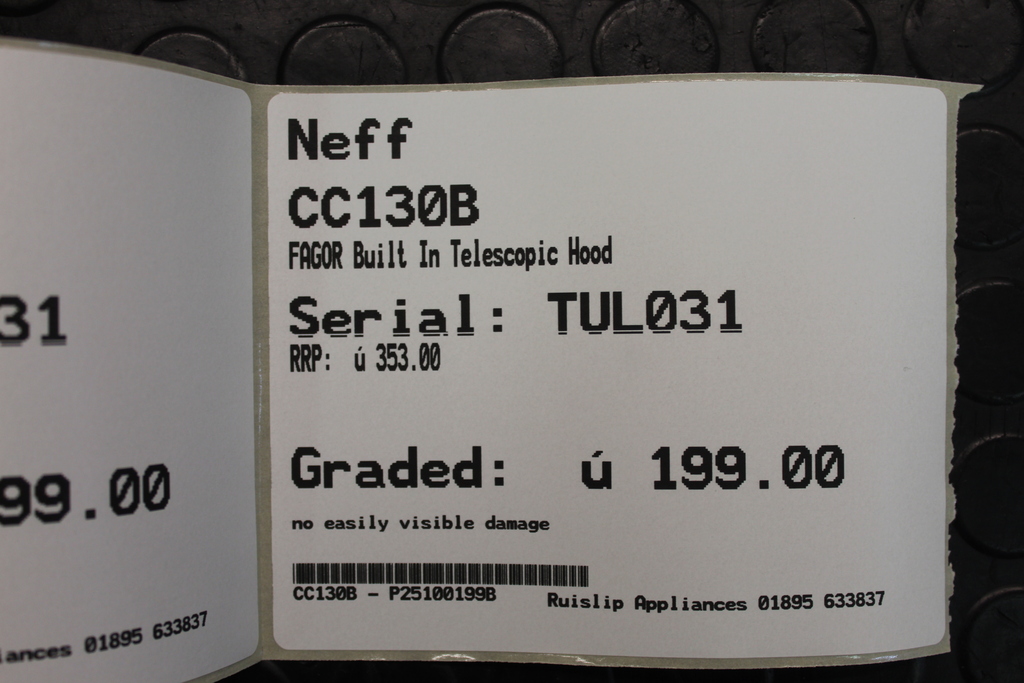 Neff
CC130B
FAGOR Built In Telescopic Hood
Serial: TUL031
RRP: ú 353.00
Graded: ú 199.00
no easily visible damage
CC130B - P25100199B
Ruislip Appliances 01895 633837
31
99.00
iances 01895 633837